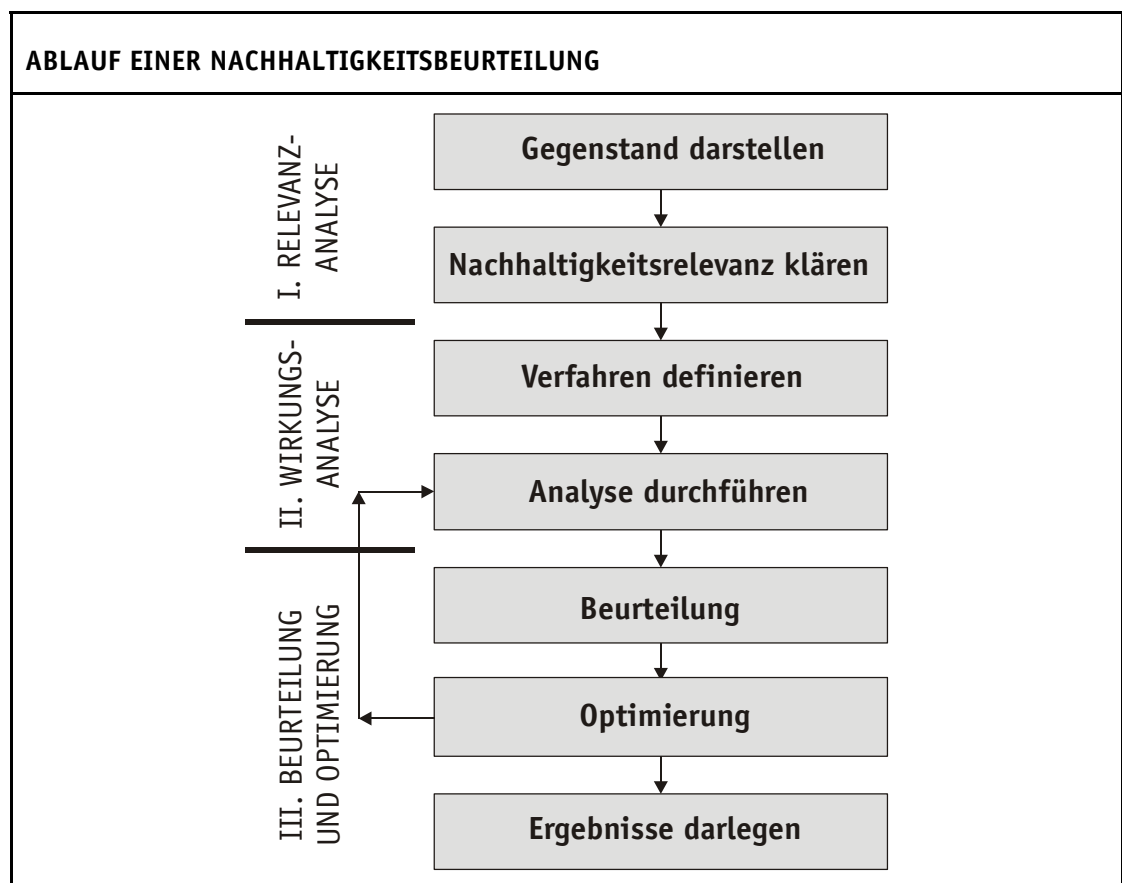 ABLAUF EINER NACHHALTIGKEITSBEURTEILUNG
I. RELEVANZ-
ANALYSE
Gegenstand darstellen
Nachhaltigkeitsrelevanz klären
II. WIRKUNGS-
ANALYSE
Verfahren definieren
Analyse durchführen
III. BEURTEILUNG
UND OPTIMIERUNG
Beurteilung
Optimierung
Ergebnisse darlegen